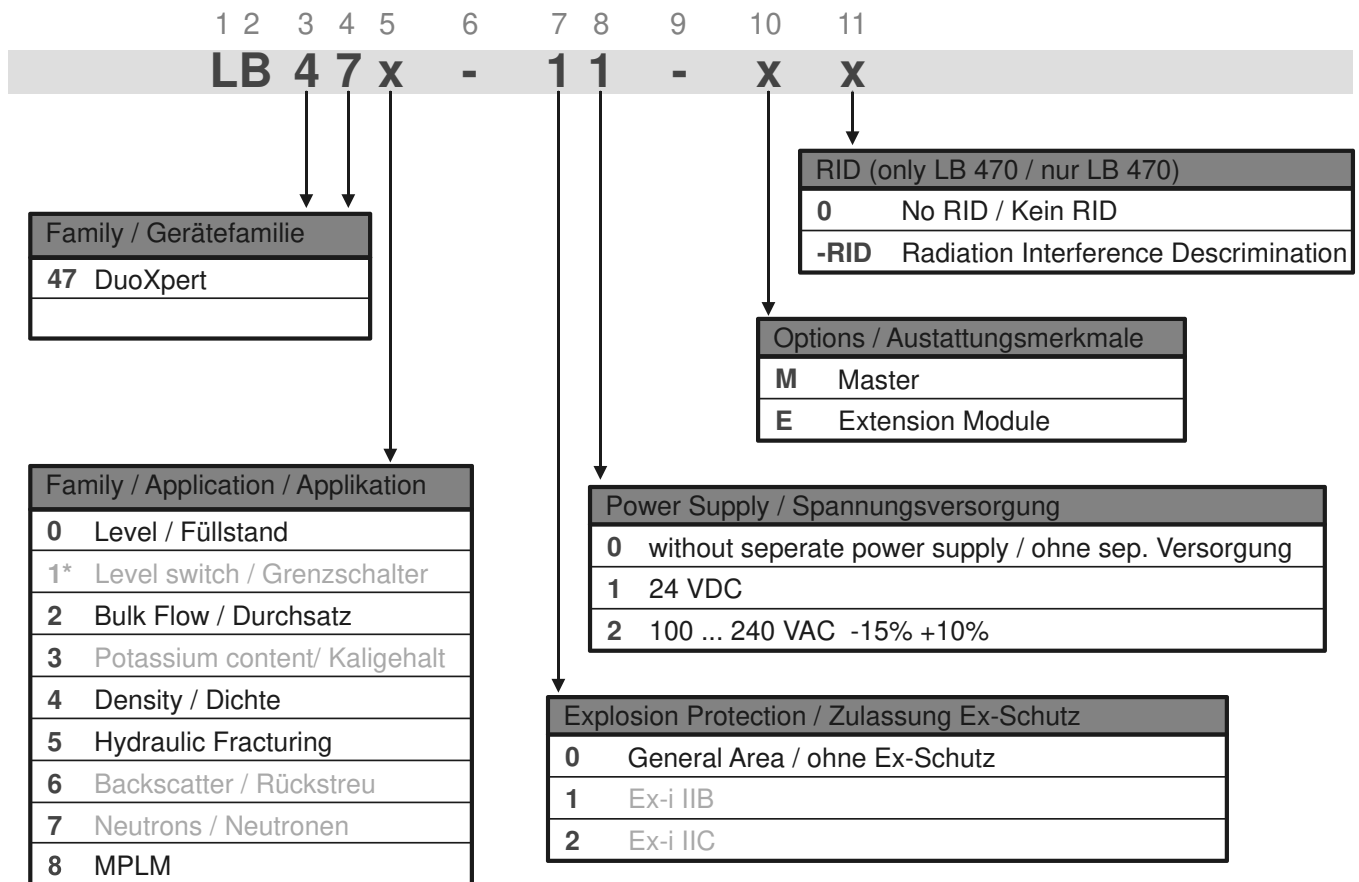 1 2 3 4 5 6 7 8 9 10 11
LB 4 7 x - 1 1 - x x
RID (only LB 470 / nur LB 470)
0 No RID / Kein RID
-RID Radiation Interference Descrimination
Family / Gerätefamilie
47 DuoXpert
Options / Austattungsmerkmale
M Master
E Extension Module
Family / Application / Applikation
0 Level / Füllstand
1* Level switch / Grenzschalter
2 Bulk Flow / Durchsatz
3 Potassium content/ Kaligehalt
4 Density / Dichte
5 Hydraulic Fracturing
6 Backscatter / Rückstreu
7 Neutrons / Neutronen
8 MPLM
Power Supply / Spannungsversorgung
0 without seperate power supply / ohne sep. Versorgung
1 24 VDC
2 100 ... 240 VAC -15% +10%
Explosion Protection / Zulassung Ex-Schutz
0 General Area / ohne Ex-Schutz
1 Ex-i IIB
2 Ex-i IIC